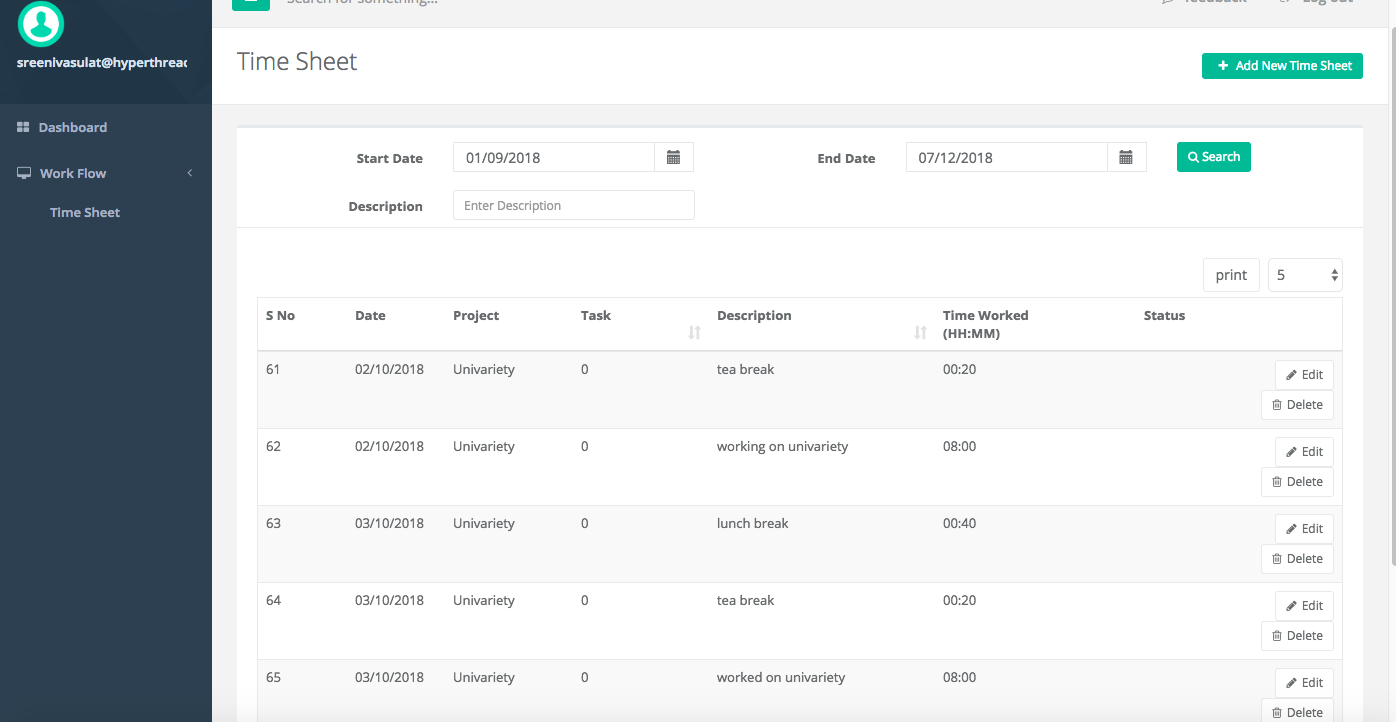 Search for something...
feedback
Log out
sreenivasulat@hyperthread
Time Sheet
+ Add New Time Sheet
Dashboard
Work Flow
Time Sheet
Start Date 01/09/2018 End Date 07/12/2018 Search
Description Enter Description
print 5
S No Date Project Task Description Time Worked (HH:MM) Status
61 02/10/2018 Univariety 0 tea break 00:20 Edit
Delete
62 02/10/2018 Univariety 0 working on univariety 08:00 Edit
Delete
63 03/10/2018 Univariety 0 lunch break 00:40 Edit
Delete
64 03/10/2018 Univariety 0 tea break 00:20 Edit
Delete
65 03/10/2018 Univariety 0 worked on univariety 08:00 Edit
Delete